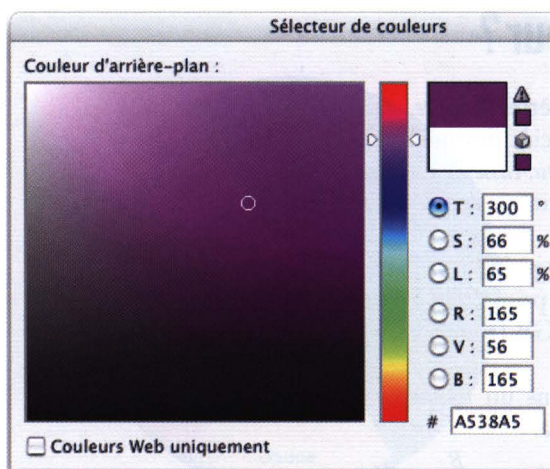 Sélecteur de couleurs
Couleur d'arrière-plan :
T : 300 °
S : 66 %
L : 65 %
R : 165
V : 56
B : 165
# A538A5
Couleurs Web uniquement